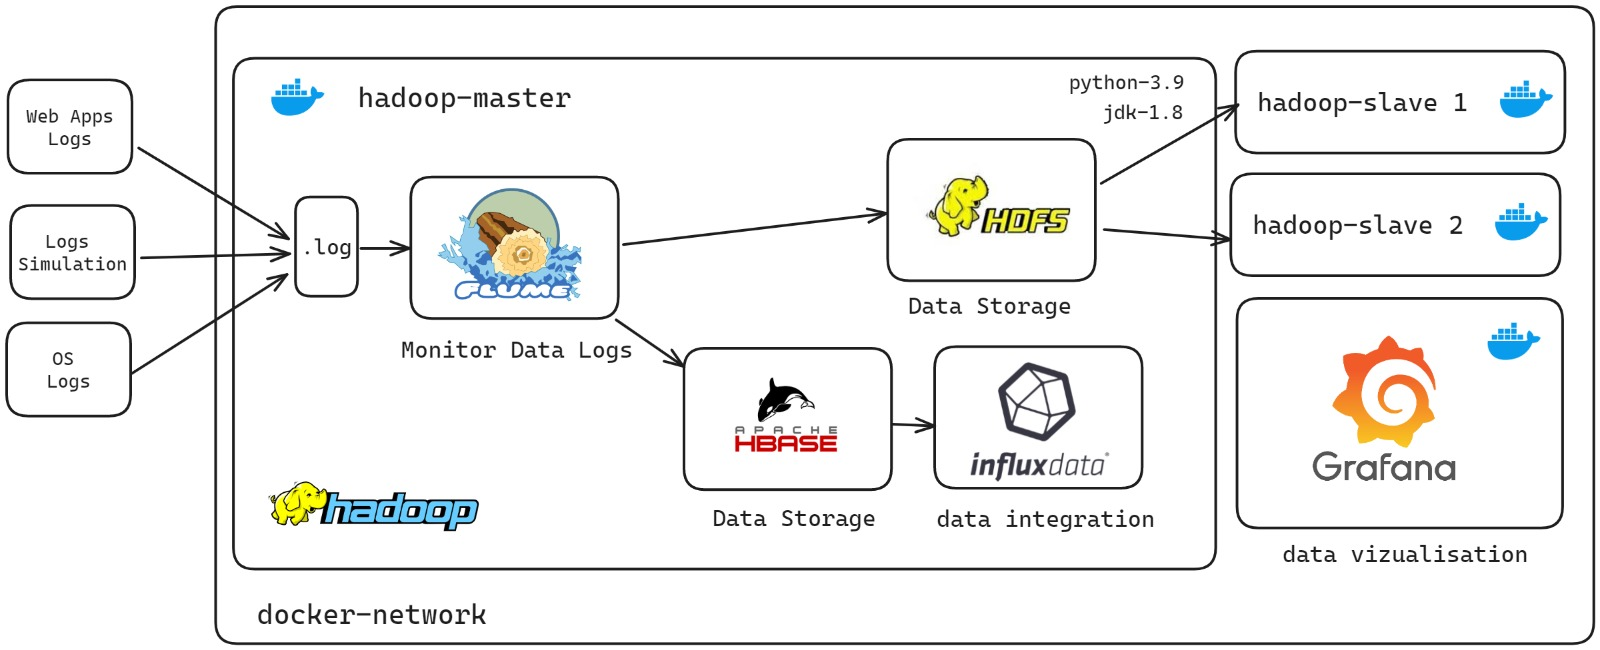 Web Apps
Logs
Logs
Simulation
OS
Logs
.log
hadoop-master
python-3.9
jdk-1.8
FLUME
Monitor Data Logs
HDFS
Data Storage
APACHE
HBASE
Data Storage
influxdata
data integration
hadoop
hadoop-slave 1
hadoop-slave 2
Grafana
data vizualisation
docker-network